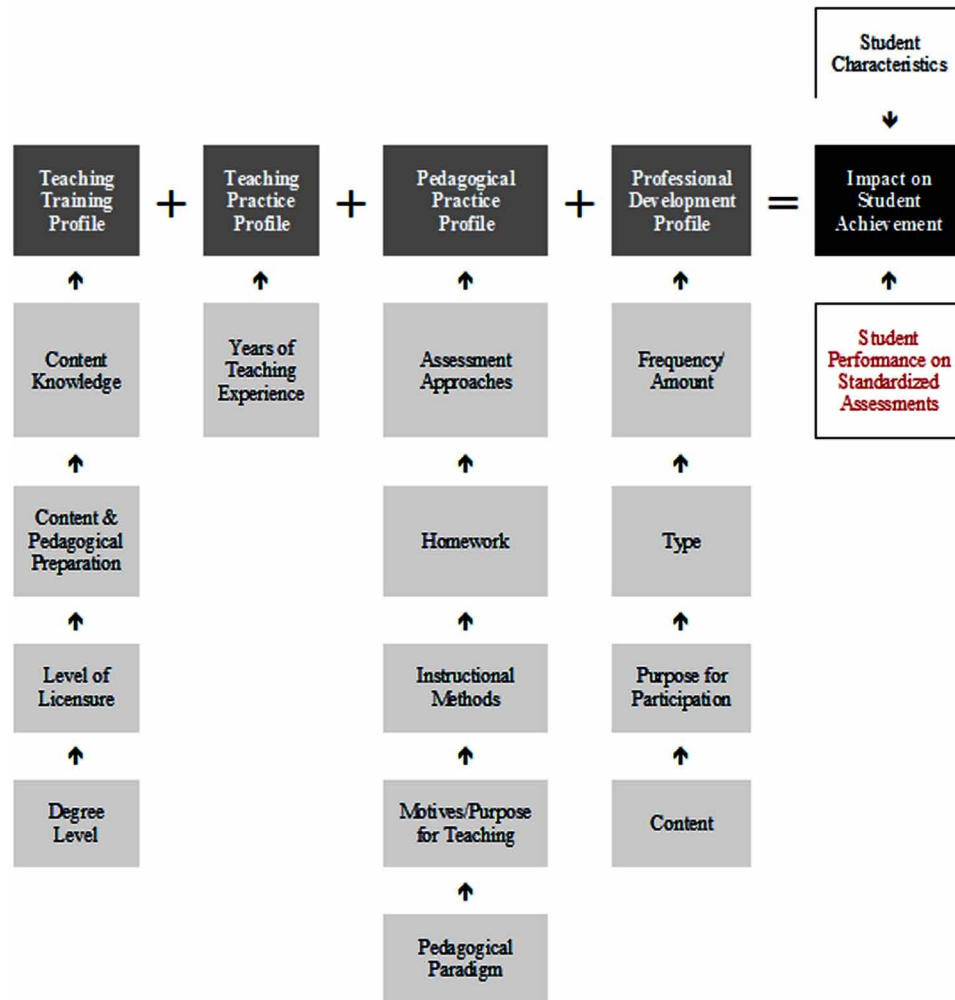 Student
Characteristics
Teaching
Training
Profile
+
Teaching
Practice
Profile
+
Pedagogical
Practice
Profile
+
Professional
Development
Profile
=
Impact on
Student
Achievement
Content
Knowledge
Years of
Teaching
Experience
Assessment
Approaches
Frequency/
Amount
Student
Performance on
Standardized
Assessments
Content &
Pedagogical
Preparation
Homework
Type
Level of
Licensure
Instructional
Methods
Purpose for
Participation
Degree
Level
Motives/Purpose
for Teaching
Content
Pedagogical
Paradigm